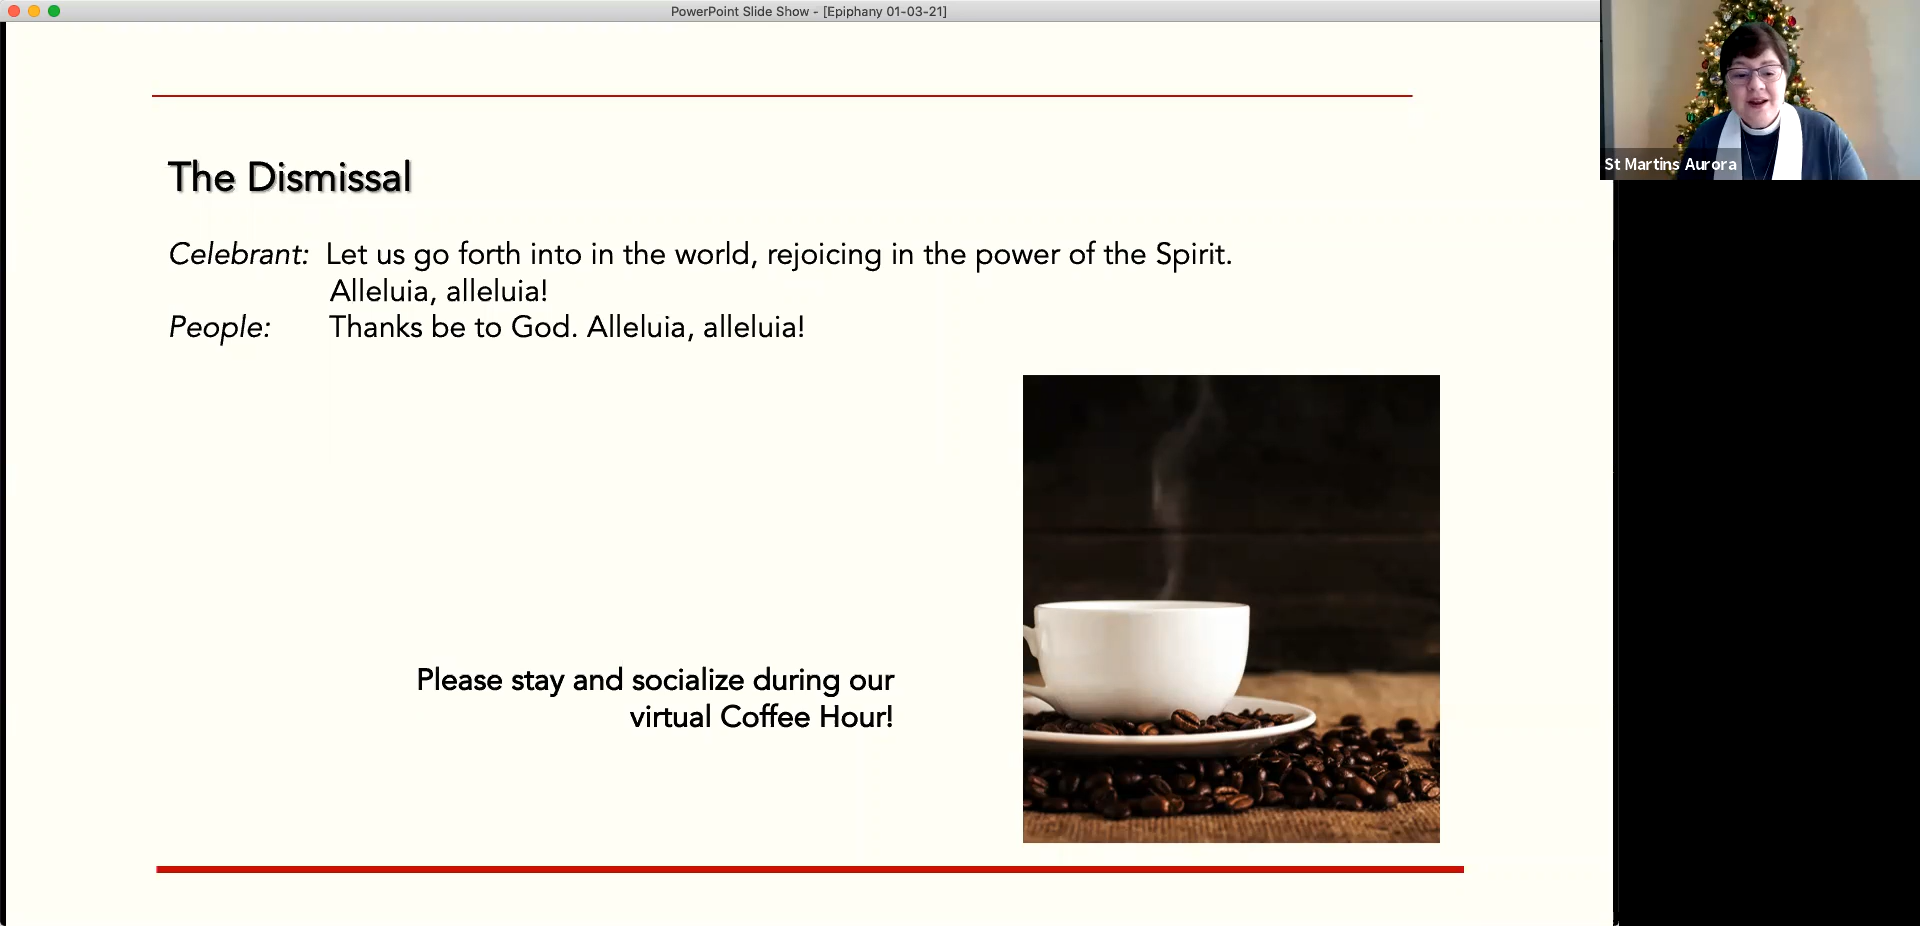 PowerPoint Slide Show - [Epiphany 01-03-21]
St Martins Aurora
The Dismissal
Celebrant: Let us go forth into in the world, rejoicing in the power of the Spirit.
Alleluia, alleluia!
People: Thanks be to God. Alleluia, alleluia!
Please stay and socialize during our
virtual Coffee Hour!